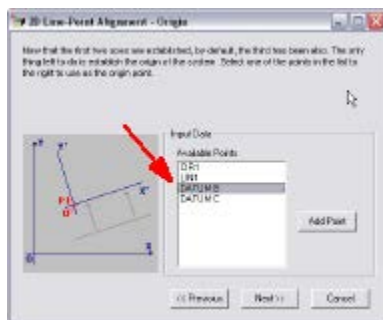 2D Line-Point Alignment - Origin
Now that the first two axes are established, by default, the third has been also. The only
thing left to do is establish the origin of the system. Select one of the points in the list to
the right to use as the origin point.
Input Data
Available Points
CIR1
LIN1
DATUM B
DATUM C
Add Point
Y
Y'
X'
X
<< Previous
Next >>
Cancel